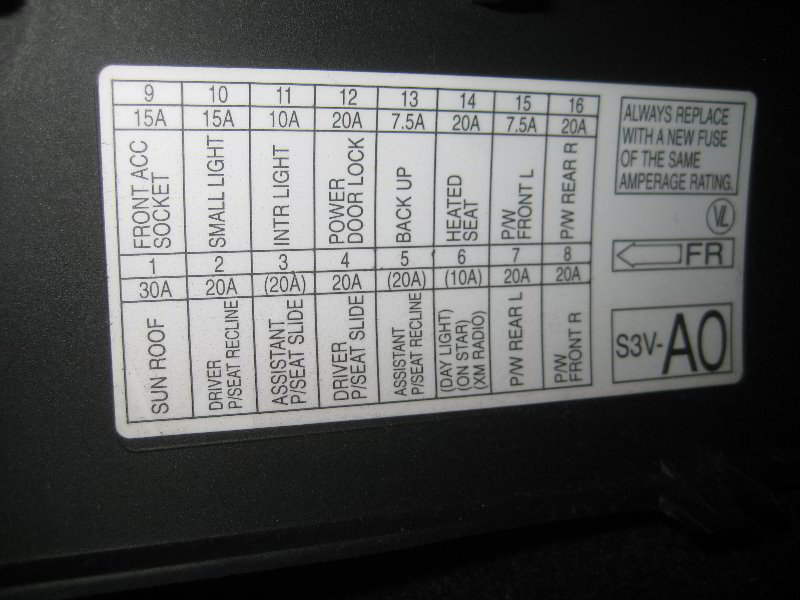 9 10 11 12 13 14 15 16
15A 15A 10A 20A 7.5A 20A 7.5A 20A
FRONT ACC
SOCKET
SMALL LIGHT
INTR LIGHT
POWER
DOOR LOCK
BACK UP
HEATED
SEAT
P/W
FRONT L
P/W REAR R
1 2 3 4 5 6 7 8
30A 20A (20A) 20A (20A) (10A) 20A 20A
SUN ROOF
DRIVER
P/SEAT RECLINE
ASSISTANT
P/SEAT SLIDE
DRIVER
P/SEAT SLIDE
ASSISTANT
P/SEAT RECLINE
(DAY LIGHT)
(ON STAR)
(XM RADIO)
P/W REAR L
P/W
FRONT R
ALWAYS REPLACE
WITH A NEW FUSE
OF THE SAME
AMPERAGE RATING.
VL
FR
S3V-A0